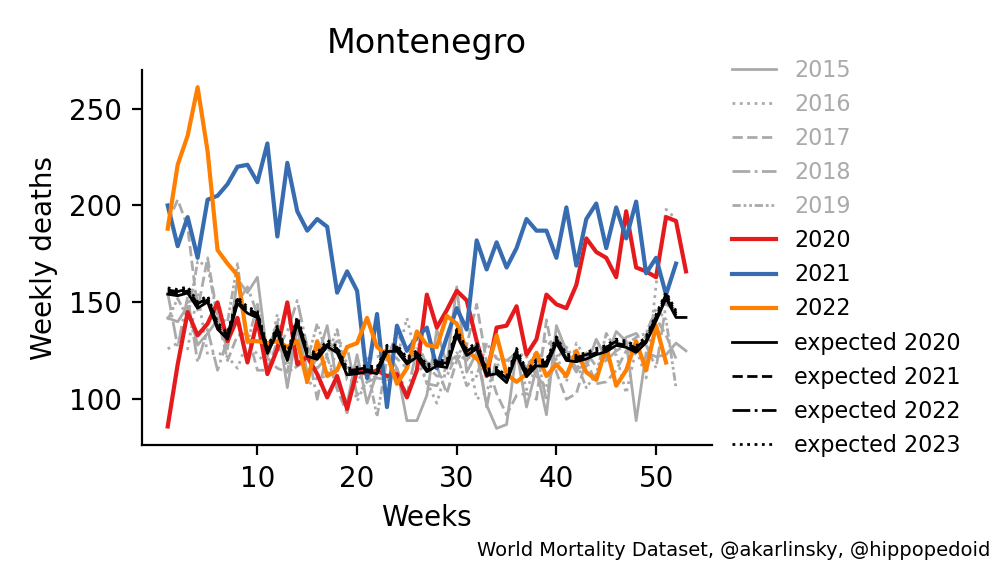 Montenegro
Weekly deaths
250
200
150
100
10 20 30 40 50
Weeks
2015
2016
2017
2018
2019
2020
2021
2022
expected 2020
expected 2021
expected 2022
expected 2023
World Mortality Dataset, @akarlinsky, @hippopedoid